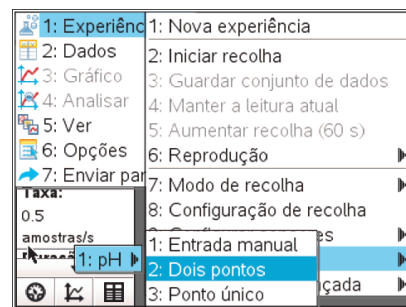 1: Experiênc
2: Dados
3: Gráfico
4: Analisar
5: Ver
6: Opções
7: Enviar par
1: Nova experiência
2: Iniciar recolha
3: Guardar conjunto de dados
4: Manter a leitura atual
5: Aumentar recolha (60 s)
6: Reprodução
7: Modo de recolha
8: Configuração de recolha
Taxa:
0.5
amostras/s
1: pH
1: Entrada manual
2: Dois pontos
3: Ponto único